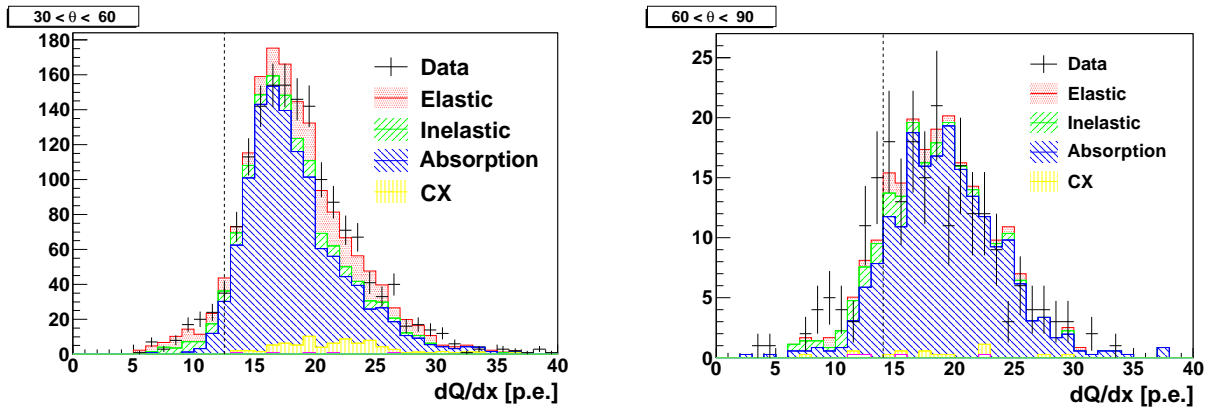 30 < θ < 60
180
160
140
120
100
80
60
40
20
0
0 5 10 15 20 25 30 35 40
dQ/dx [p.e.]
Data
Elastic
Inelastic
Absorption
CX
60 < θ < 90
25
20
15
10
5
0
0 5 10 15 20 25 30 35 40
dQ/dx [p.e.]
Data
Elastic
Inelastic
Absorption
CX